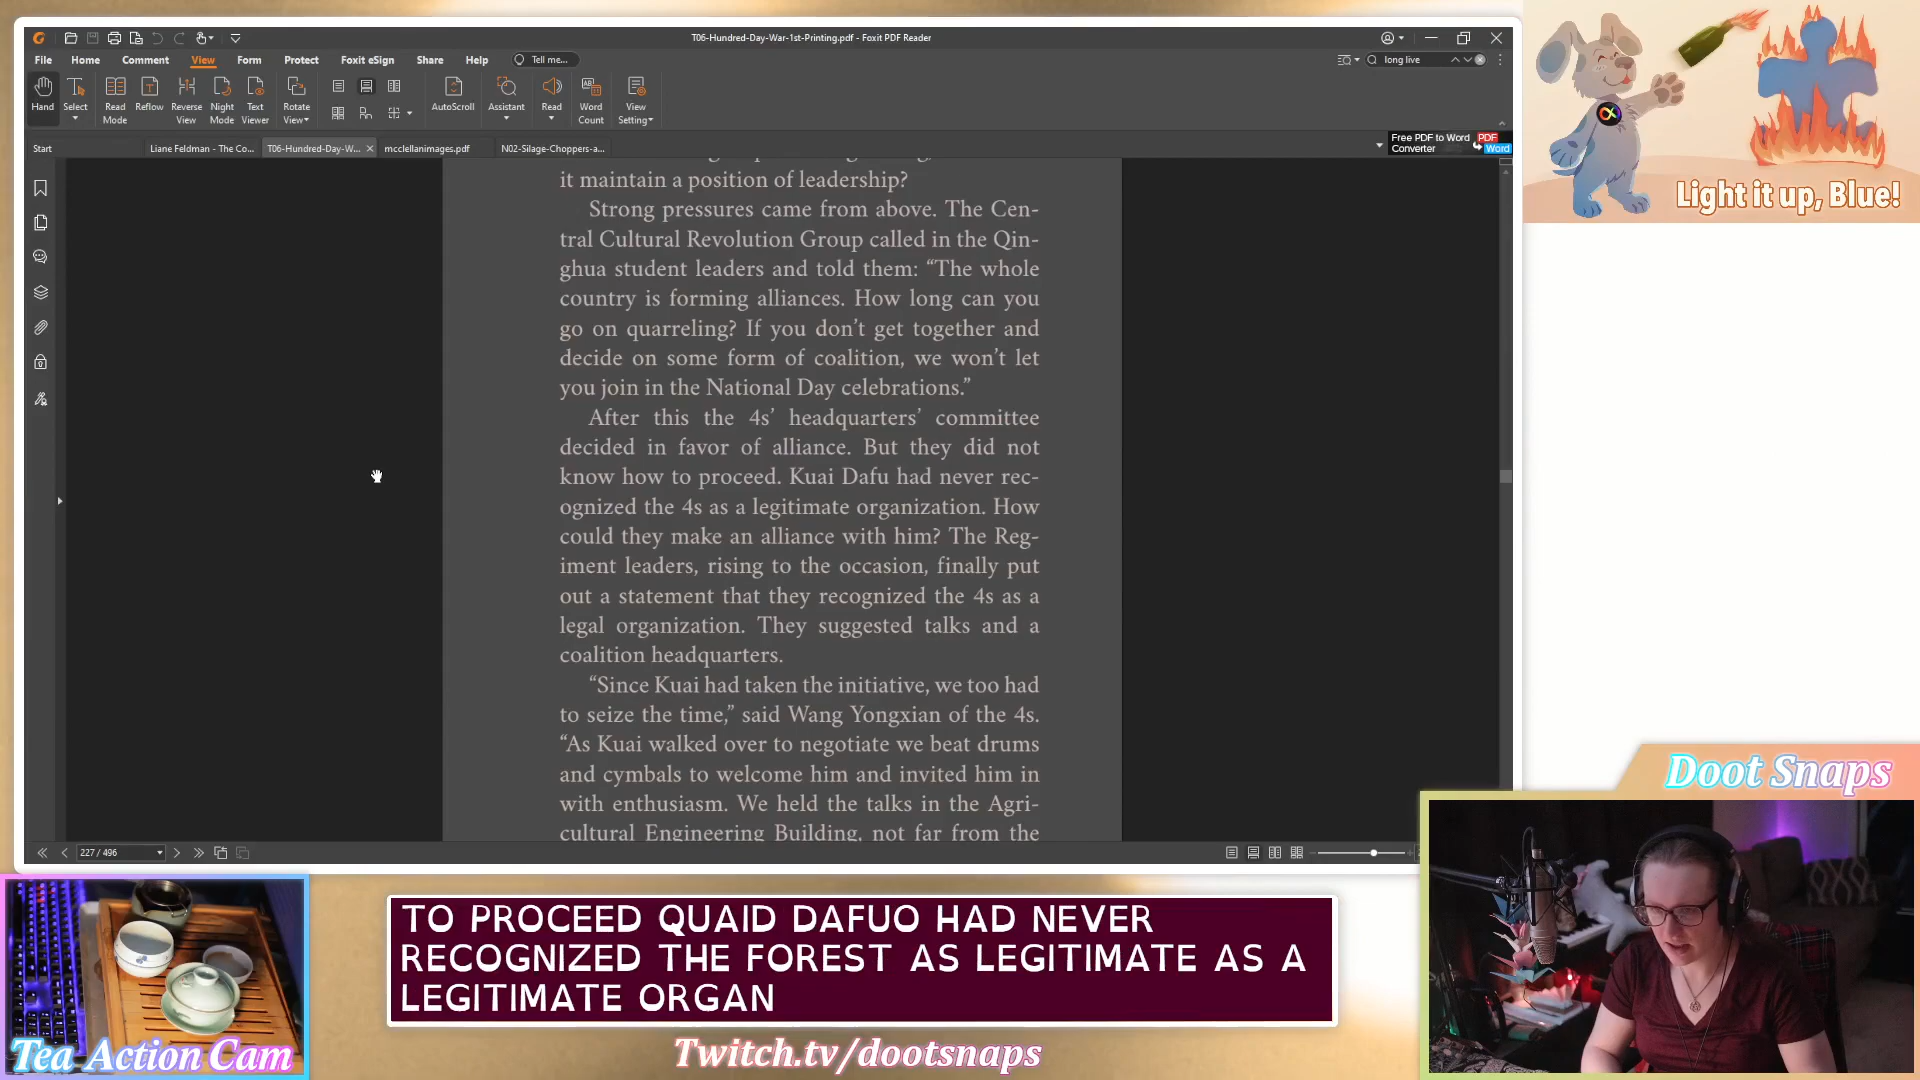 T06-Hundred-Day-War-1st-Printing.pdf - Foxit PDF Reader
File Home Comment View Form Protect Foxit eSign Share Help Tell me... long live
Hand Select Read Mode Reflow Reverse View Night Mode Text Viewer Rotate View AutoScroll Assistant Read Word Count View Setting
Start Liane Feldman - The Co... T06-Hundred-Day-W... mcclellanimages.pdf N02-Silage-Choppers-a...
Free PDF to Word Converter PDF Word
it maintain a position of leadership?
Strong pressures came from above. The Cen-
tral Cultural Revolution Group called in the Qin-
ghua student leaders and told them: “The whole
country is forming alliances. How long can you
go on quarreling? If you don’t get together and
decide on some form of coalition, we won’t let
you join in the National Day celebrations.”
After this the 4s’ headquarters’ committee
decided in favor of alliance. But they did not
know how to proceed. Kuai Dafu had never rec-
ognized the 4s as a legitimate organization. How
could they make an alliance with him? The Reg-
iment leaders, rising to the occasion, finally put
out a statement that they recognized the 4s as a
legal organization. They suggested talks and a
coalition headquarters.
“Since Kuai had taken the initiative, we too had
to seize the time,” said Wang Yongxian of the 4s.
“As Kuai walked over to negotiate we beat drums
and cymbals to welcome him and invited him in
with enthusiasm. We held the talks in the Agri-
cultural Engineering Building, not far from the
227 / 496
Light it up, Blue!
Doot Snaps
TO PROCEED QUAID DAFUO HAD NEVER
RECOGNIZED THE FOREST AS LEGITIMATE AS A
LEGITIMATE ORGAN
Tea Action Cam
Twitch.tv/dootsnaps